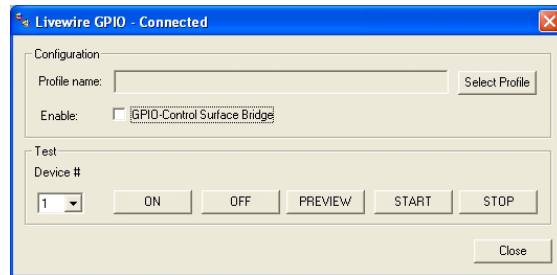 Livewire GPIO - Connected
Configuration
Profile name:
Select Profile
Enable:
GPIO-Control Surface Bridge
Test
Device #
1
ON
OFF
PREVIEW
START
STOP
Close